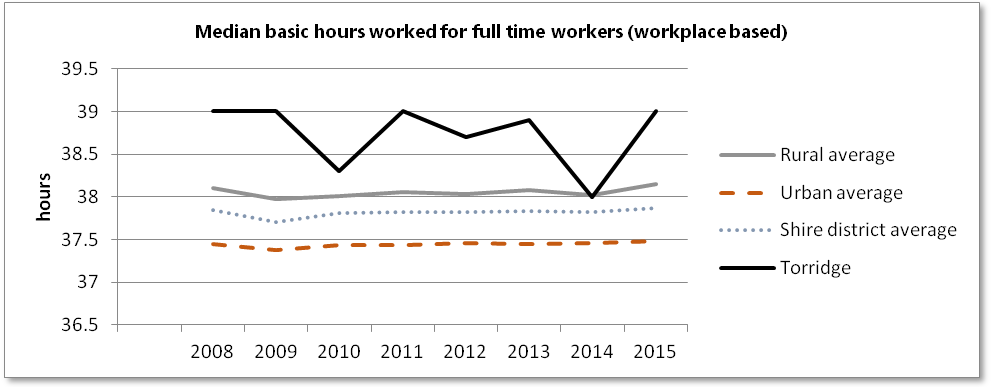 Median basic hours worked for full time workers (workplace based)
39.5
39
38.5
38
37.5
37
36.5
hours
2008 2009 2010 2011 2012 2013 2014 2015
Rural average
Urban average
Shire district average
Torridge